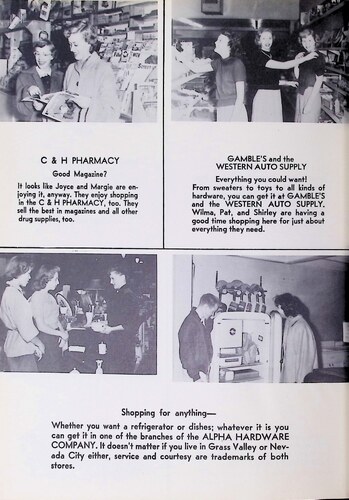 C & H PHARMACY
Good Magazine?
It looks like Joyce and Margie are en-
joying it, anyway. They enjoy shopping
in the C & H PHARMACY, too. They
sell the best in magazines and all other
drug supplies, too.
GAMBLE'S and the
WESTERN AUTO SUPPLY
Everything you could want!
From sweaters to toys to all kinds of
hardware, you can get it at GAMBLE'S
and the WESTERN AUTO SUPPLY.
Wilma, Pat, and Shirley are having a
good time shopping here for just about
everything they need.
Shopping for anything—
Whether you want a refrigerator or dishes; whatever it is you
can get it in one of the branches of the ALPHA HARDWARE
COMPANY. It doesn't matter if you live in Grass Valley or Nev-
ada City either, service and courtesy are trademarks of both
stores.